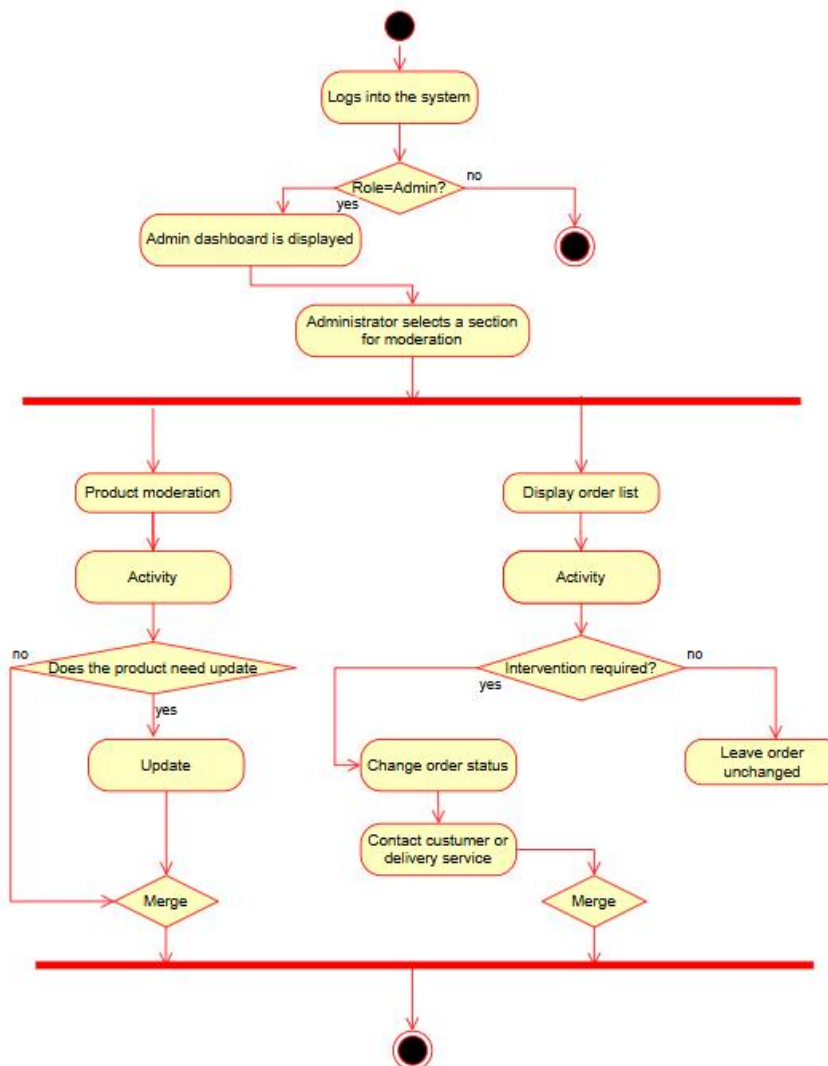 Logs into the system
Role=Admin?
no
yes
Admin dashboard is displayed
Administrator selects a section
for moderation
Product moderation
Display order list
Activity
Activity
no
Does the product need update
Intervention required?
no
yes
yes
Update
Change order status
Leave order
unchanged
Contact custumer or
delivery service
Merge
Merge